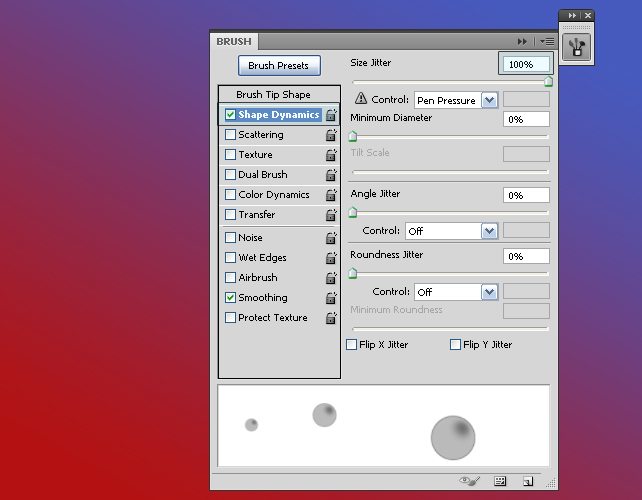 BRUSH
Brush Presets
Size Jitter 100%
Brush Tip Shape
Control: Pen Pressure
Shape Dynamics
Minimum Diameter 0%
Scattering
Texture
Tilt Scale
Dual Brush
Color Dynamics
Angle Jitter 0%
Transfer
Control: Off
Noise
Wet Edges
Roundness Jitter 0%
Airbrush
Control: Off
Smoothing
Minimum Roundness
Protect Texture
Flip X Jitter Flip Y Jitter